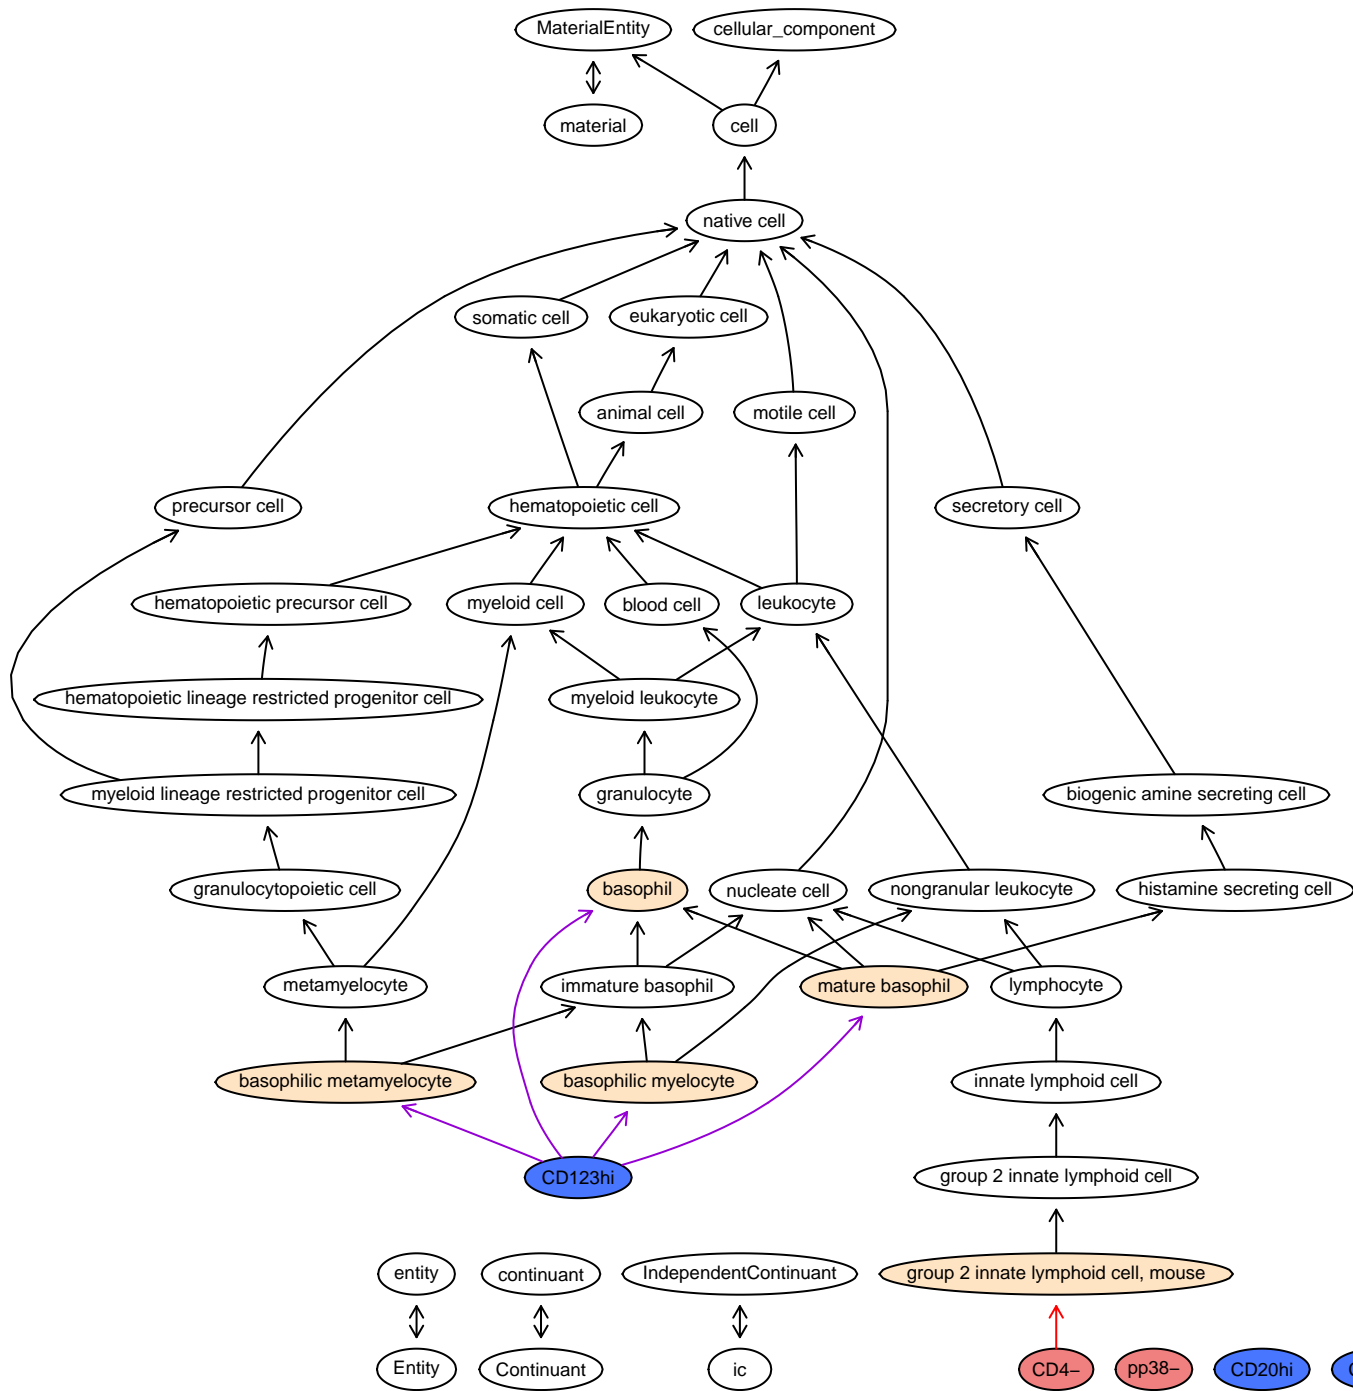 MaterialEntity
cellular_component
material
cell
native cell
somatic cell
eukaryotic cell
animal cell
motile cell
precursor cell
hematopoietic cell
secretory cell
hematopoietic precursor cell
myeloid cell
blood cell
leukocyte
hematopoietic lineage restricted progenitor cell
myeloid leukocyte
myeloid lineage restricted progenitor cell
granulocyte
biogenic amine secreting cell
granulocytopoietic cell
basophil
nucleate cell
nongranular leukocyte
histamine secreting cell
metamyelocyte
immature basophil
mature basophil
lymphocyte
basophilic metamyelocyte
basophilic myelocyte
innate lymphoid cell
CD123hi
group 2 innate lymphoid cell
entity
continuant
IndependentContinuant
group 2 innate lymphoid cell, mouse
Entity
Continuant
ic
CD4−
pp38−
CD20hi